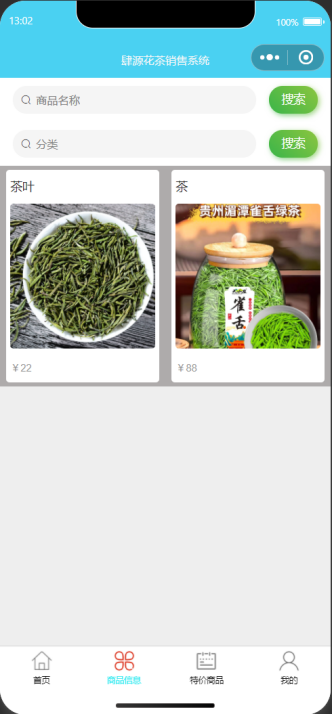 13:02
100%
肆源花茶销售系统
商品名称
搜索
分类
搜索
茶叶
茶
贵州湄潭雀舌绿茶
雀舌
¥22
¥88
首页
商品信息
特价商品
我的